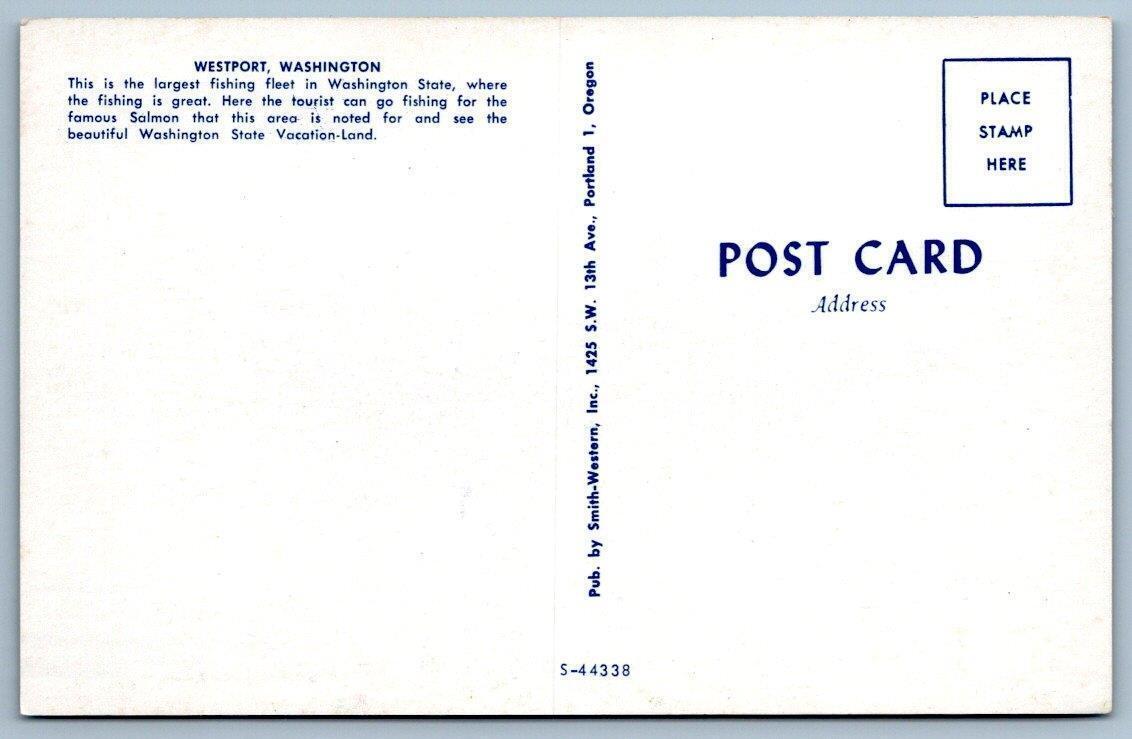 WESTPORT, WASHINGTON
This is the largest fishing fleet in Washington State, where
the fishing is great. Here the tourist can go fishing for the
famous Salmon that this area is noted for and see the
beautiful Washington State Vacation-Land.
Pub. by Smith-Western, Inc., 1425 S.W. 13th Ave., Portland 1, Oregon
S-44338
PLACE
STAMP
HERE
POST CARD
Address